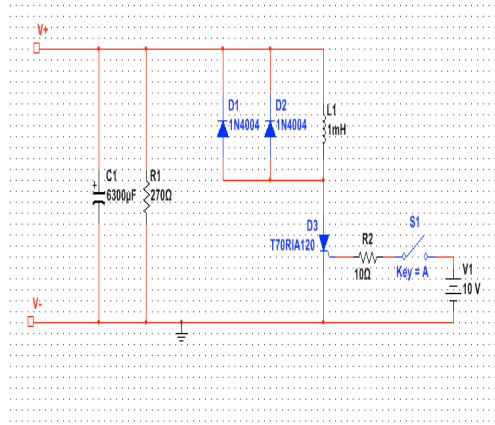 V+
D1
1N4004
D2
1N4004
L1
1mH
C1
+
6300µF
R1
270Ω
D3
T70RIA120
R2
10Ω
S1
Key = A
V1
10 V
V-